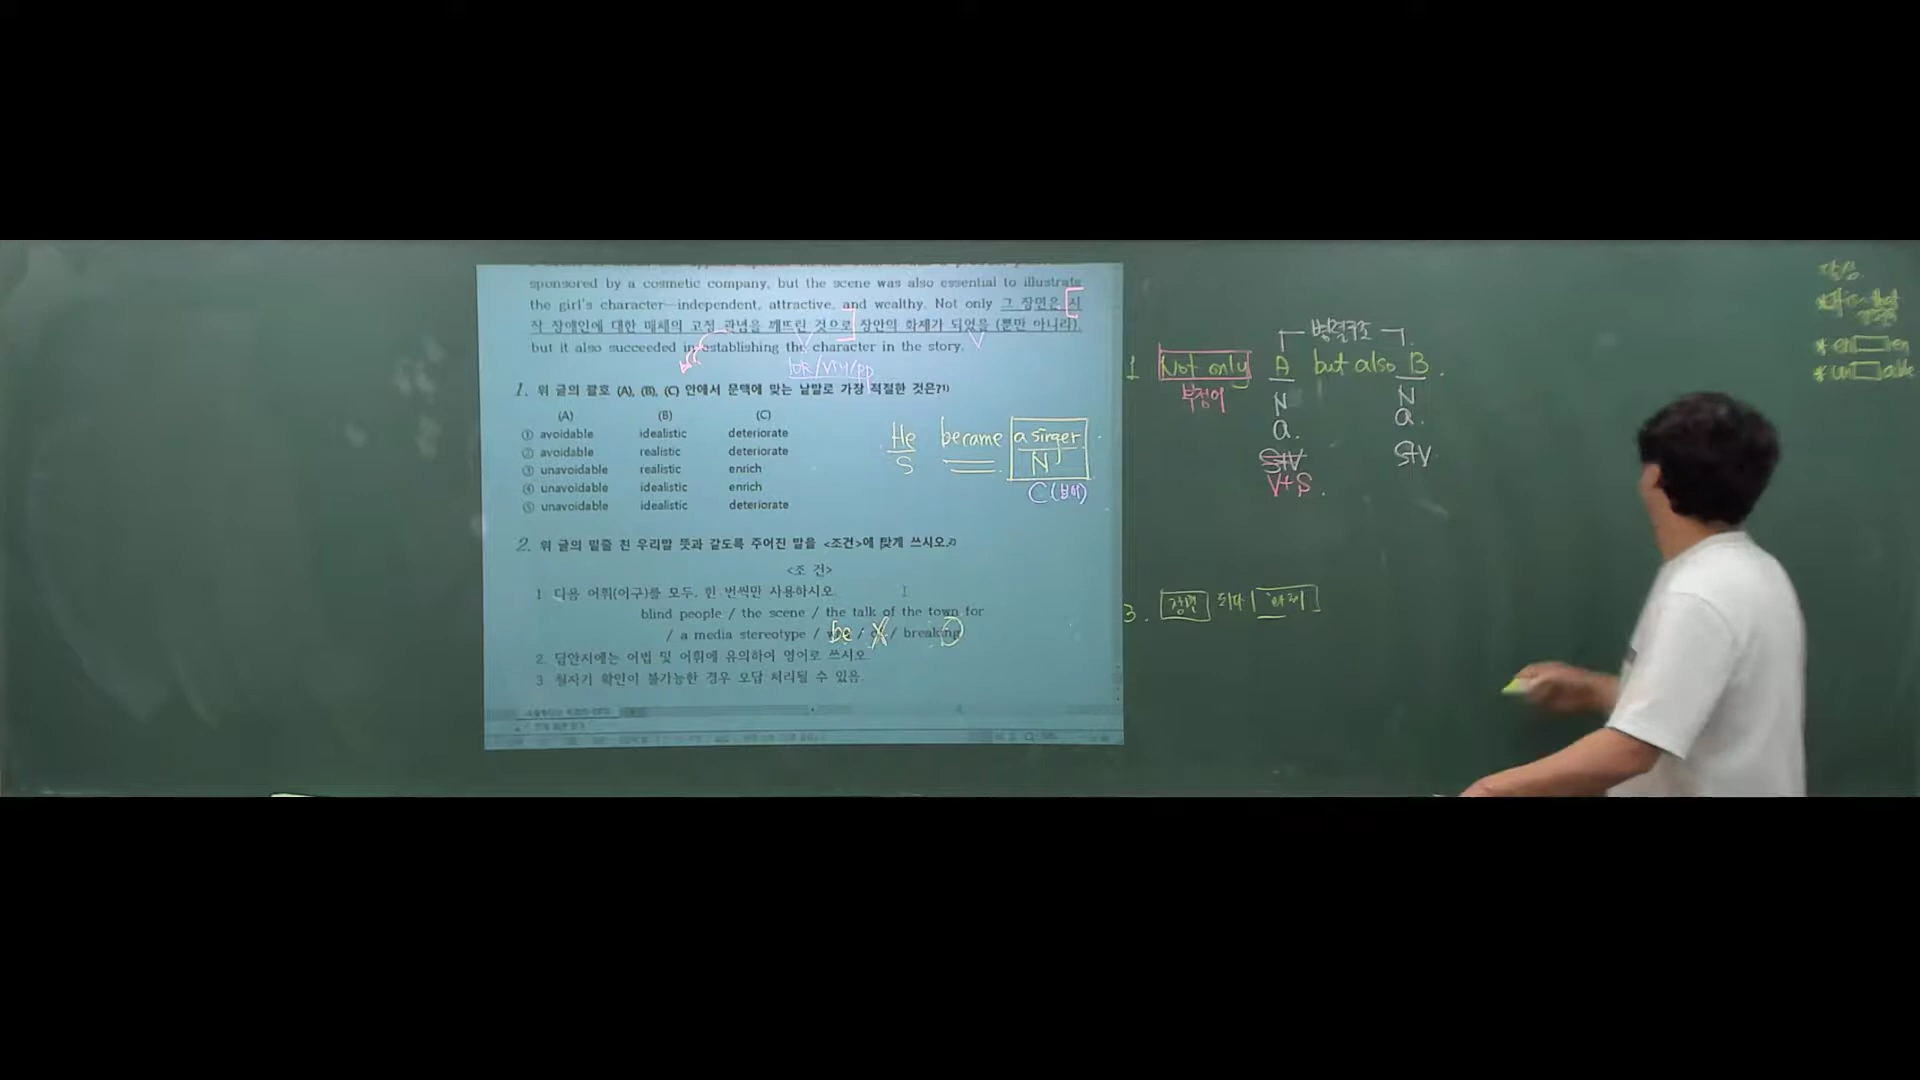 sponsored by a cosmetic company, but the scene was also essential to illustrate
the girl's character—independent, attractive, and wealthy. Not only 그 장면은 시
각 장애인에 대한 매체의 고정 관념을 깨뜨린 것으로 장안의 화제가 되었을 (뿐만 아니라),
but it also succeeded in establishing the character in the story.
1. 위 글의 괄호 (A), (B), (C) 안에서 문맥에 맞는 낱말로 가장 적절한 것은?1)
(A) (B) (C)
① avoidable idealistic deteriorate
② avoidable realistic deteriorate
③ unavoidable realistic enrich
④ unavoidable idealistic enrich
⑤ unavoidable idealistic deteriorate
2. 위 글의 밑줄 친 우리말 뜻과 같도록 주어진 말을 <조건>에 맞게 쓰시오.2)
<조 건>
1 다음 어휘(어구)를 모두, 한 번씩만 사용하시오.
blind people / the scene / the talk of the town for
/ a media stereotype / be / / breaking
2. 답안지에는 어법 및 어휘에 유의하여 영어로 쓰시오.
3 필자기 확인이 불가능한 경우 오답 처리될 수 있음.
He became a singer
S N
C (보어)
병렬구조
1 Not only A but also B.
부정어
N N
a. a.
S+V S+V
V+S.
3. 장면 되다 화제